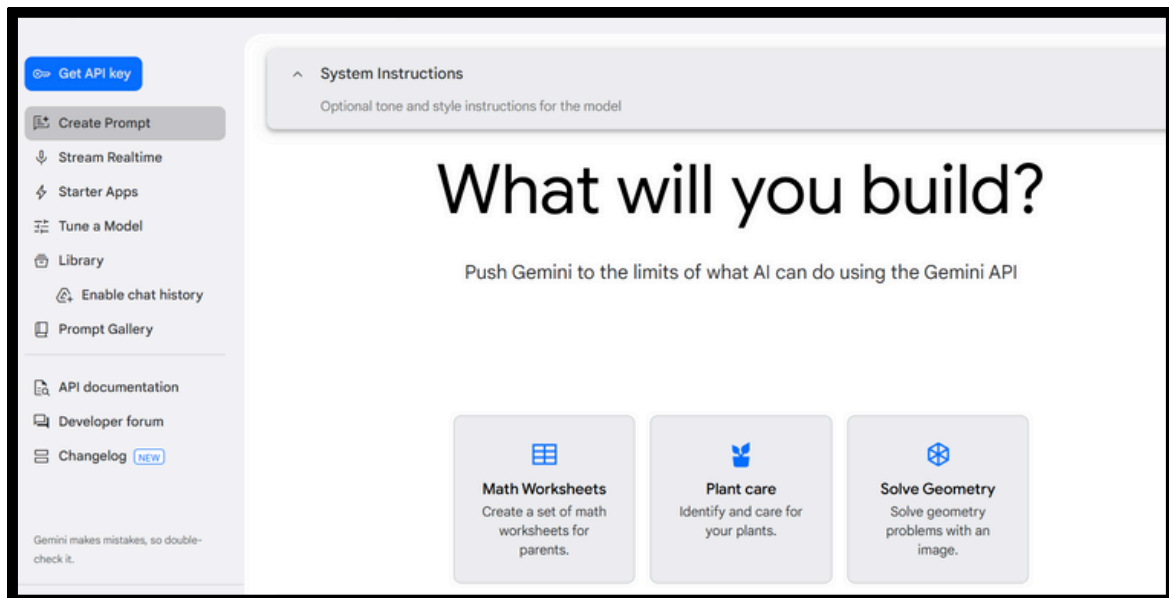 Get API key
Create Prompt
Stream Realtime
Starter Apps
Tune a Model
Library
Enable chat history
Prompt Gallery
API documentation
Developer forum
Changelog NEW
Gemini makes mistakes, so double-
check it.
System Instructions
Optional tone and style instructions for the model
What will you build?
Push Gemini to the limits of what AI can do using the Gemini API
Math Worksheets
Create a set of math
worksheets for
parents.
Plant care
Identify and care for
your plants.
Solve Geometry
Solve geometry
problems with an
image.